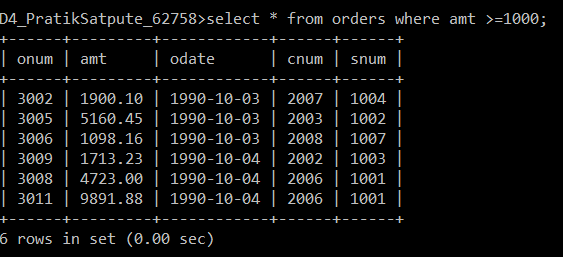 D4_PratikSatpute_62758>select * from orders where amt >=1000;
+------+---------+------------+------+------+
| onum | amt     | odate      | cnum | snum |
+------+---------+------------+------+------+
| 3002 | 1900.10 | 1990-10-03 | 2007 | 1004 |
| 3005 | 5160.45 | 1990-10-03 | 2003 | 1002 |
| 3006 | 1098.16 | 1990-10-03 | 2008 | 1007 |
| 3009 | 1713.23 | 1990-10-04 | 2002 | 1003 |
| 3008 | 4723.00 | 1990-10-04 | 2006 | 1001 |
| 3011 | 9891.88 | 1990-10-04 | 2006 | 1001 |
+------+---------+------------+------+------+
6 rows in set (0.00 sec)